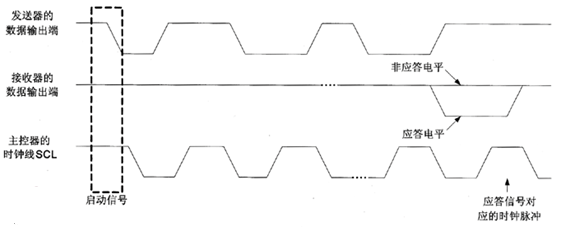 发送器的
数据输出端
接收器的
数据输出端
非应答电平
应答电平
主控器的
时钟线SCL
启动信号
应答信号对
应的时钟脉冲